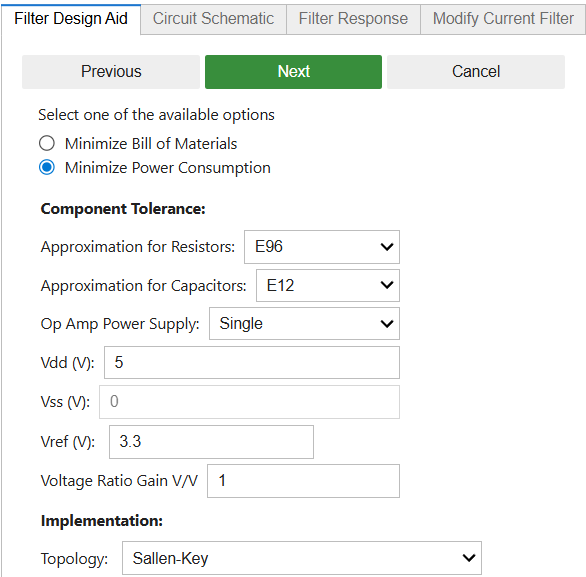 Filter Design Aid Circuit Schematic Filter Response Modify Current Filter
Previous Next Cancel
Select one of the available options
Minimize Bill of Materials
Minimize Power Consumption
Component Tolerance:
Approximation for Resistors: E96
Approximation for Capacitors: E12
Op Amp Power Supply: Single
Vdd (V): 5
Vss (V): 0
Vref (V): 3.3
Voltage Ratio Gain V/V 1
Implementation:
Topology: Sallen-Key